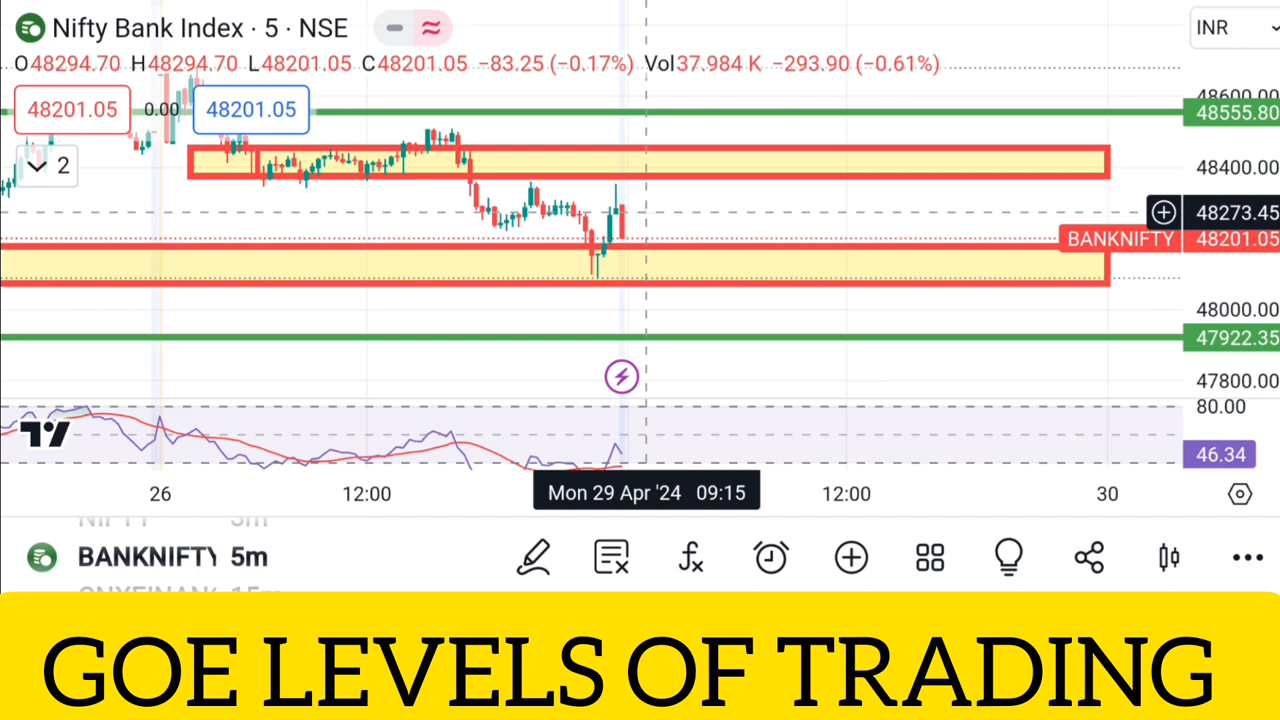 Nifty Bank Index · 5 · NSE
INR
O48294.70 H48294.70 L48201.05 C48201.05 −83.25 (−0.17%) Vol37.984 K −293.90 (−0.61%)
48201.05 0.00 48201.05
48600.00
48555.80
2
48400.00
48273.45
BANKNIFTY 48201.05
48000.00
47922.35
47800.00
80.00
46.34
26 12:00 Mon 29 Apr '24 09:15 12:00 30
NIFTY 3m
BANKNIFTY 5m
GOE LEVELS OF TRADING